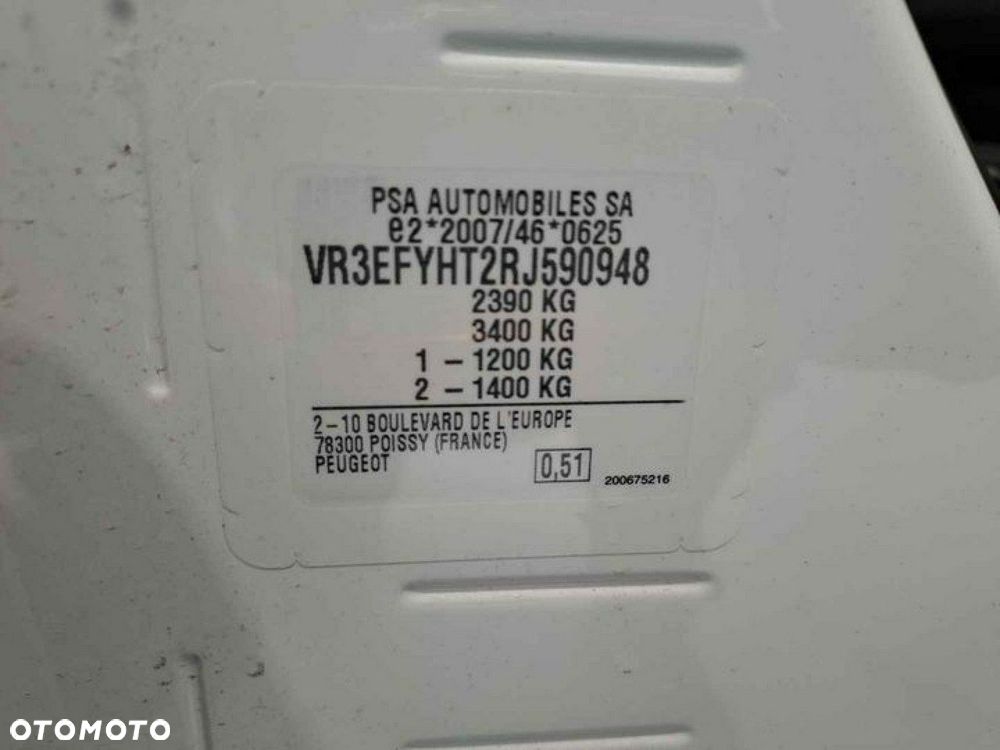 PSA AUTOMOBILES SA
e2*2007/46*0625
VR3EFYHT2RJ590948
2390 KG
3400 KG
1 – 1200 KG
2 – 1400 KG
2–10 BOULEVARD DE L'EUROPE
78300 POISSY (FRANCE)
PEUGEOT
0,51
200675216
OTOMOTO